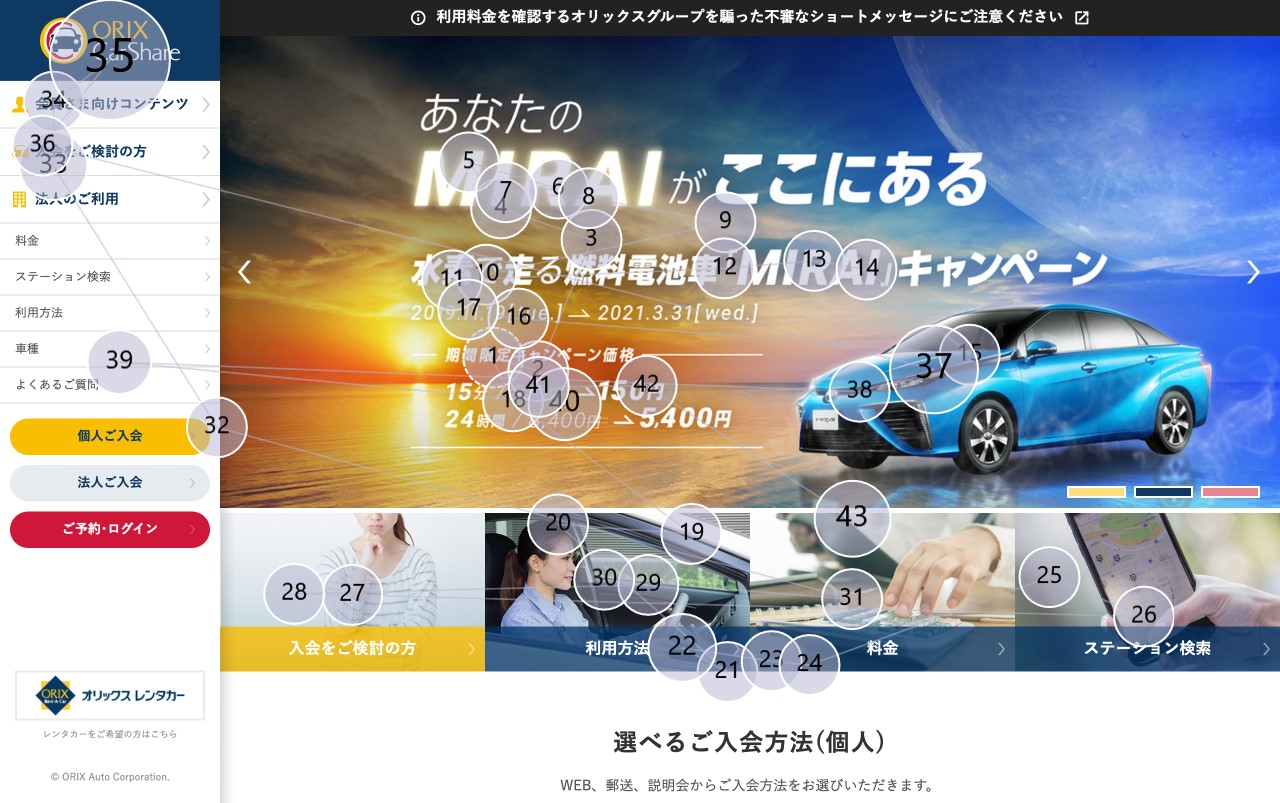 利用料金を確認するオリックスグループを騙った不審なショートメッセージにご注意ください
ORIX
CarShare
会員さま向けコンテンツ
をご検討の方
法人のご利用
料金
ステーション検索
利用方法
車種
よくあるご質問
個人ご入会
法人ご入会
ご予約・ログイン
ORIX
Rent-A-Car
オリックス レンタカー
レンタカーをご希望の方はこちら
© ORIX Auto Corporation.
あなたの
MIRAIがここにある
水素で走る燃料電池車「MIRAI」キャンペーン
[tue.] → 2021.3.31[wed.]
期間限定キャンペーン価格
15分 → 150円
24時間 / → 5,400円
入会をご検討の方
利用方法
料金
ステーション検索
選べるご入会方法(個人)
WEB、郵送、説明会からご入会方法をお選びいただきます。
1
2
3
4
5
6
7
8
9
10
11
12
13
14
15
16
17
18
19
20
21
22
23
24
25
26
27
28
29
30
31
32
33
34
35
36
37
38
39
40
41
42
43